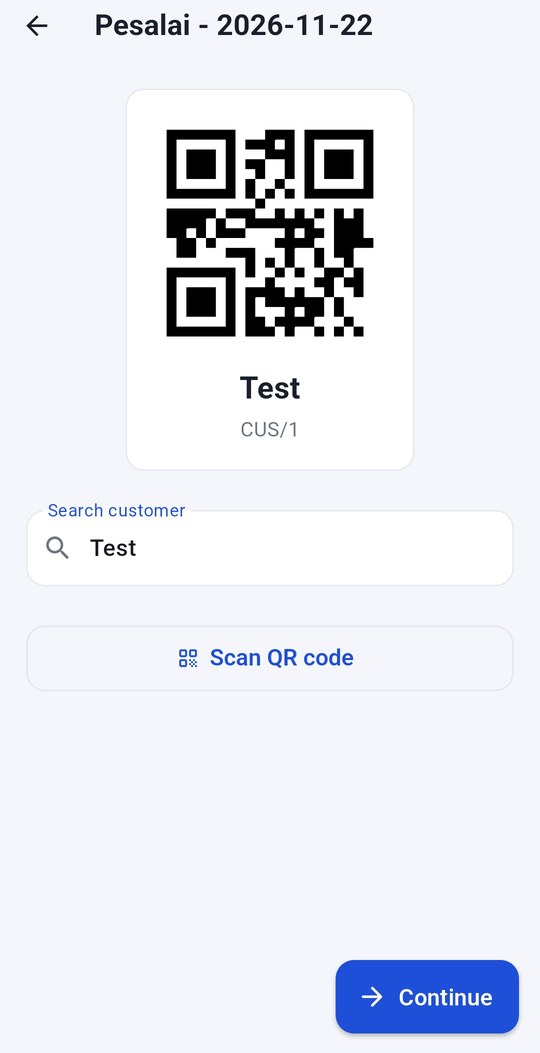 Pesalai - 2026-11-22
Test
CUS/1
Search customer
Test
Scan QR code
Continue